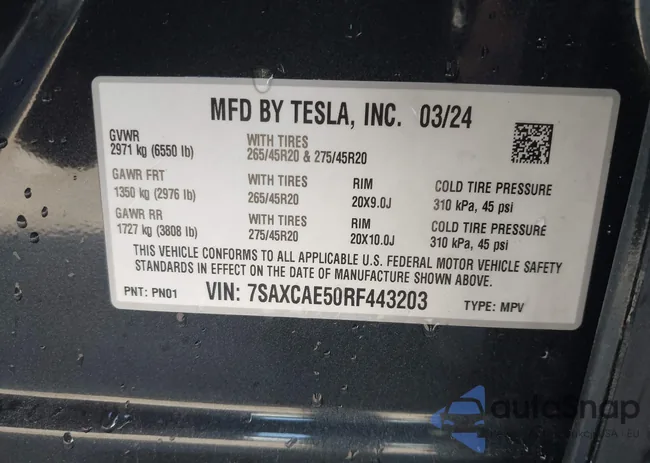 MFD BY TESLA, INC. 03/24
GVWR
2971 kg (6550 lb)
WITH TIRES
265/45R20 & 275/45R20
GAWR FRT
1350 kg (2976 lb)
WITH TIRES
265/45R20
RIM
20X9.0J
COLD TIRE PRESSURE
310 kPa, 45 psi
GAWR RR
1727 kg (3808 lb)
WITH TIRES
275/45R20
RIM
20X10.0J
COLD TIRE PRESSURE
310 kPa, 45 psi
THIS VEHICLE CONFORMS TO ALL APPLICABLE U.S. FEDERAL MOTOR VEHICLE SAFETY
STANDARDS IN EFFECT ON THE DATE OF MANUFACTURE SHOWN ABOVE.
PNT: PN01
VIN: 7SAXCAE50RF443203
TYPE: MPV
autoSnap